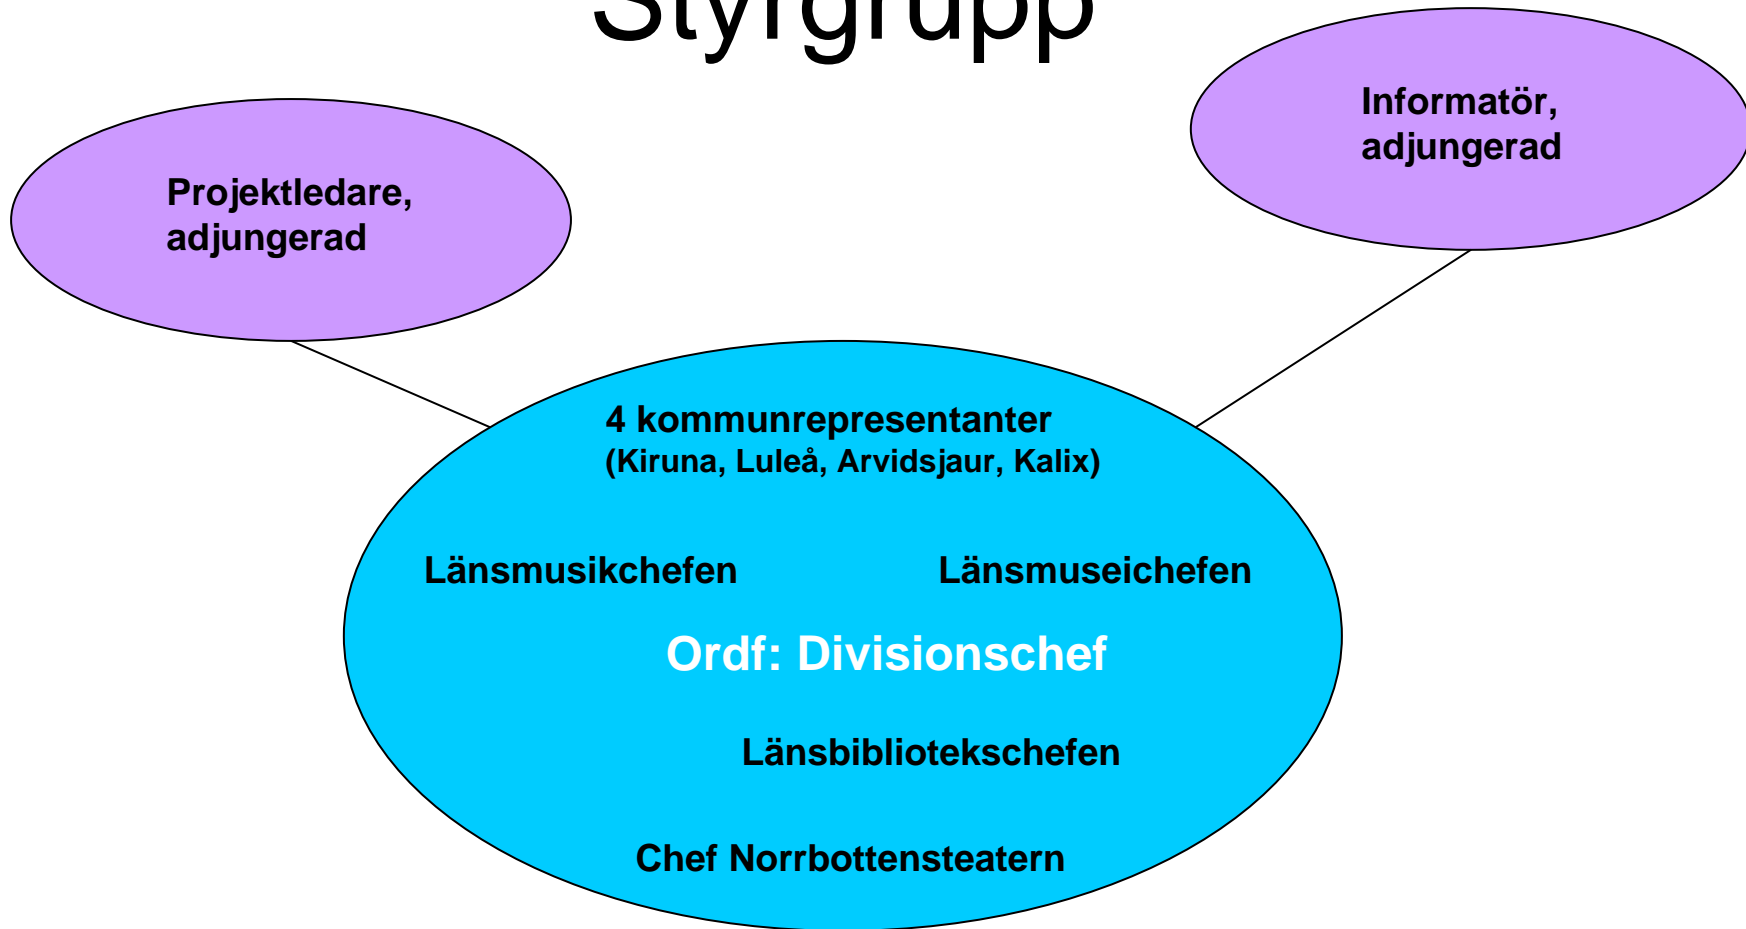 Styrgrupp
Informatör,
adjungerad
Projektledare,
adjungerad
4 kommunrepresentanter
(Kiruna, Luleå, Arvidsjaur, Kalix)
Länsmusikchefen
Länsmuseichefen
Ordf: Divisionschef
Länsbibliotekschefen
Chef Norrbottensteatern